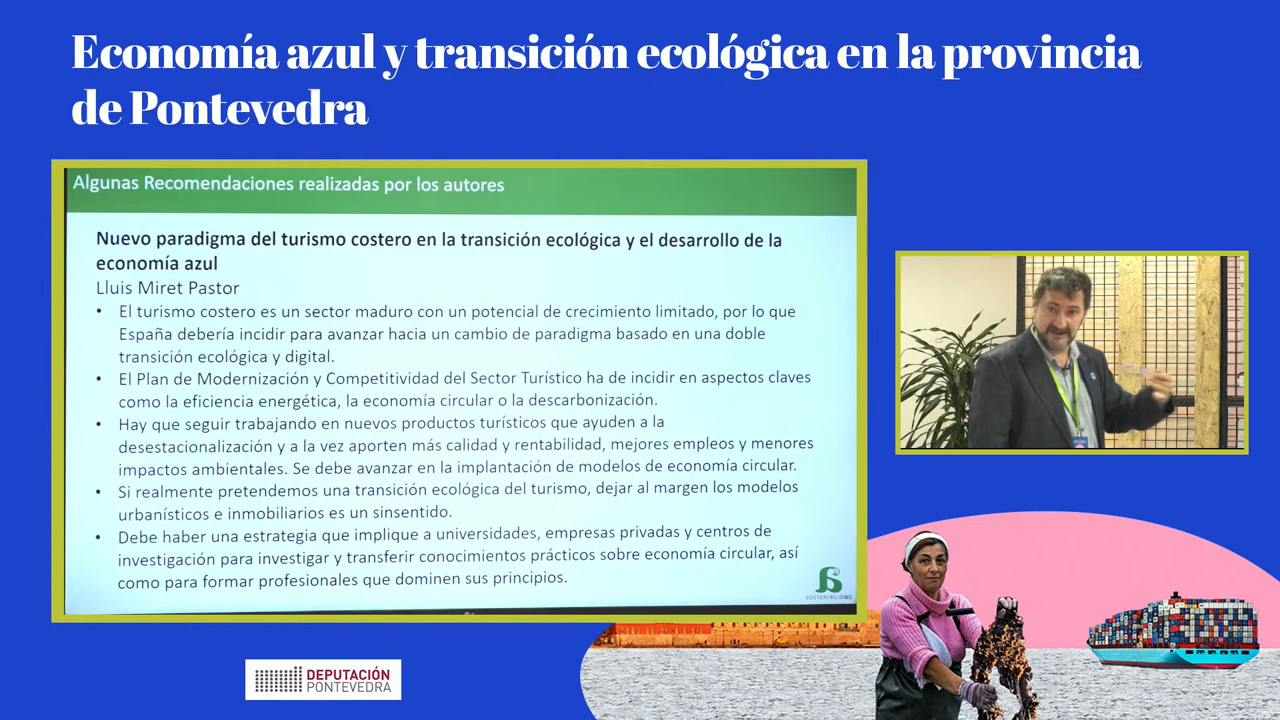 Economía azul y transición ecológica en la provincia
de Pontevedra
Algunas Recomendaciones realizadas por los autores
Nuevo paradigma del turismo costero en la transición ecológica y el desarrollo de la
economía azul
Lluis Miret Pastor
• El turismo costero es un sector maduro con un potencial de crecimiento limitado, por lo que
España debería incidir para avanzar hacia un cambio de paradigma basado en una doble
transición ecológica y digital.
• El Plan de Modernización y Competitividad del Sector Turístico ha de incidir en aspectos claves
como la eficiencia energética, la economía circular o la descarbonización.
• Hay que seguir trabajando en nuevos productos turísticos que ayuden a la
desestacionalización y a la vez aporten más calidad y rentabilidad, mejores empleos y menores
impactos ambientales. Se debe avanzar en la implantación de modelos de economía circular.
• Si realmente pretendemos una transición ecológica del turismo, dejar al margen los modelos
urbanísticos e inmobiliarios es un sinsentido.
• Debe haber una estrategia que implique a universidades, empresas privadas y centros de
investigación para investigar y transferir conocimientos prácticos sobre economía circular, así
como para formar profesionales que dominen sus principios.
SOSTENIBILIDAD
DEPUTACIÓN
PONTEVEDRA